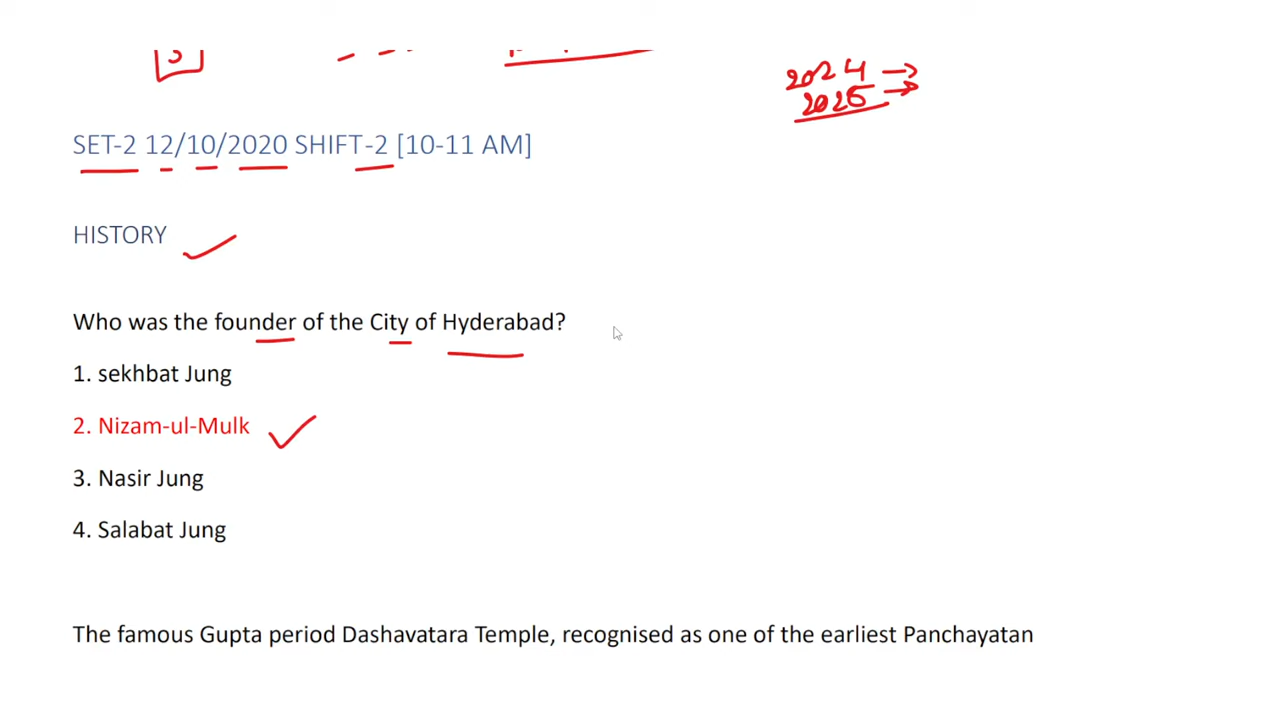 2024
2025
SET-2 12/10/2020 SHIFT-2 [10-11 AM]
HISTORY
Who was the founder of the City of Hyderabad?
1. sekhbat Jung
2. Nizam-ul-Mulk
3. Nasir Jung
4. Salabat Jung
The famous Gupta period Dashavatara Temple, recognised as one of the earliest Panchayatan